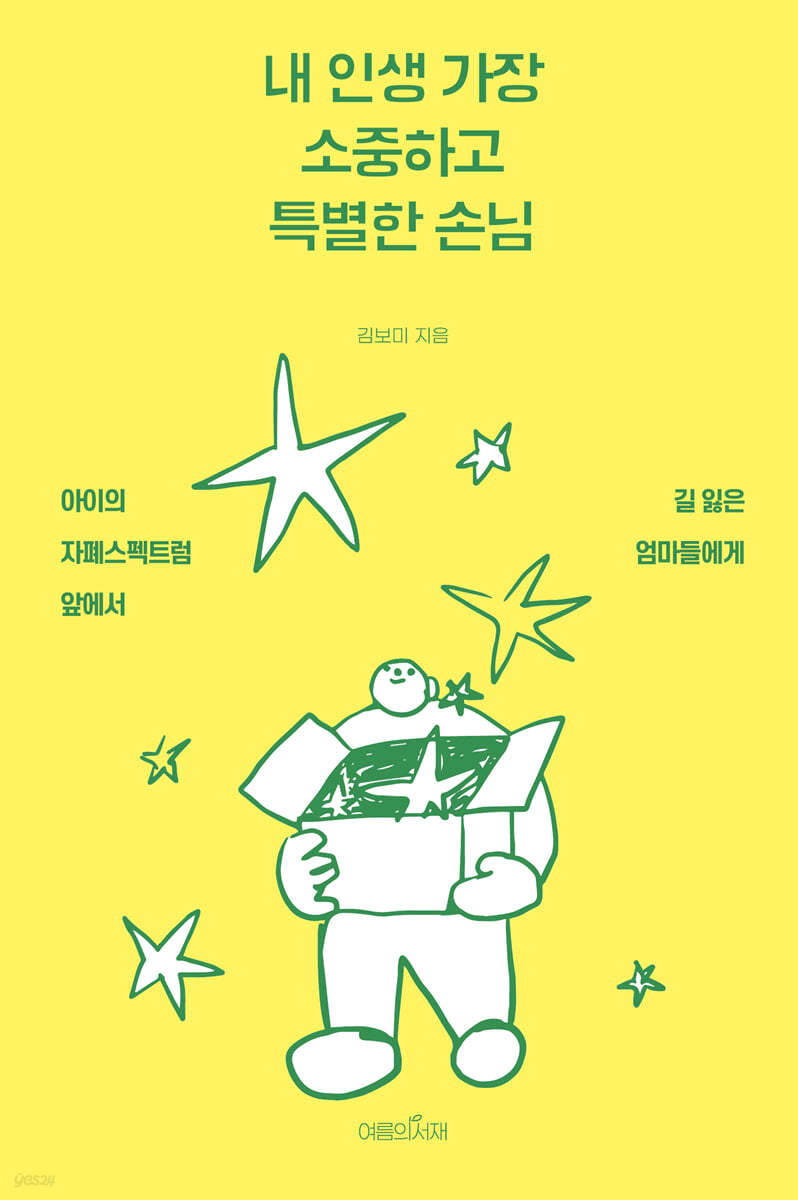 내 인생 가장
소중하고
특별한 손님
김보미 지음
아이의
자폐스펙트럼
앞에서
길 잃은
엄마들에게
여름의서재
yes24